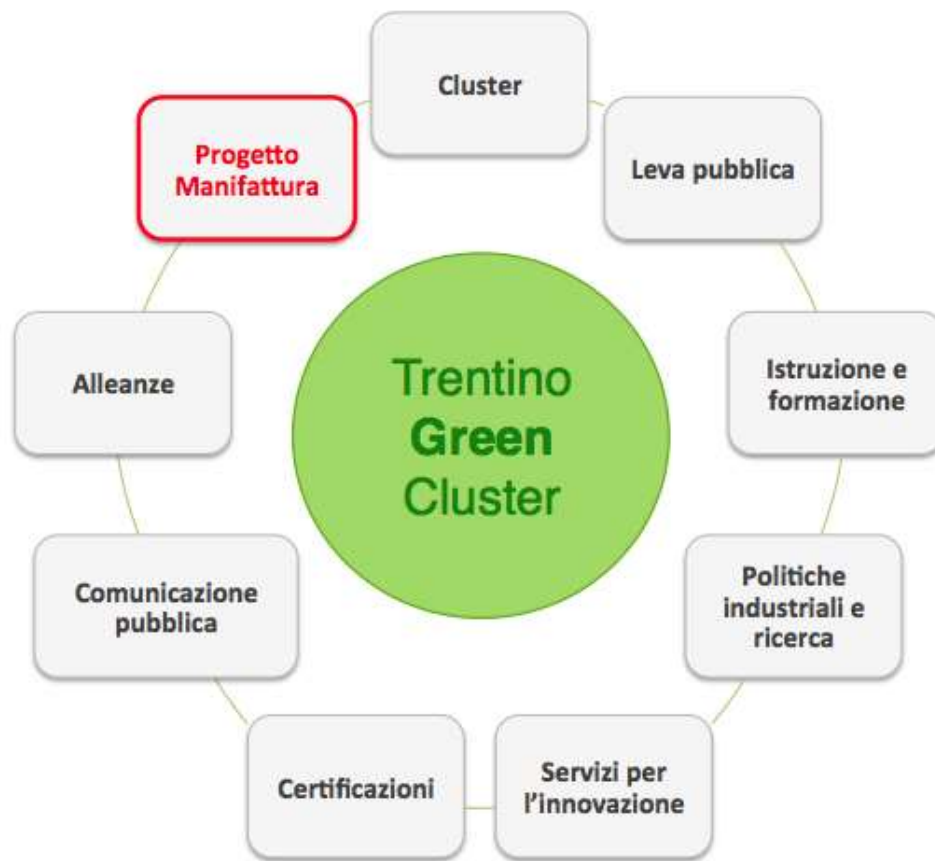 Cluster
Leva pubblica
Istruzione e
formazione
Politiche
industriali e
ricerca
Servizi per
l'innovazione
Certificazioni
Comunicazione
pubblica
Alleanze
Progetto
Manifattura
Trentino
Green
Cluster